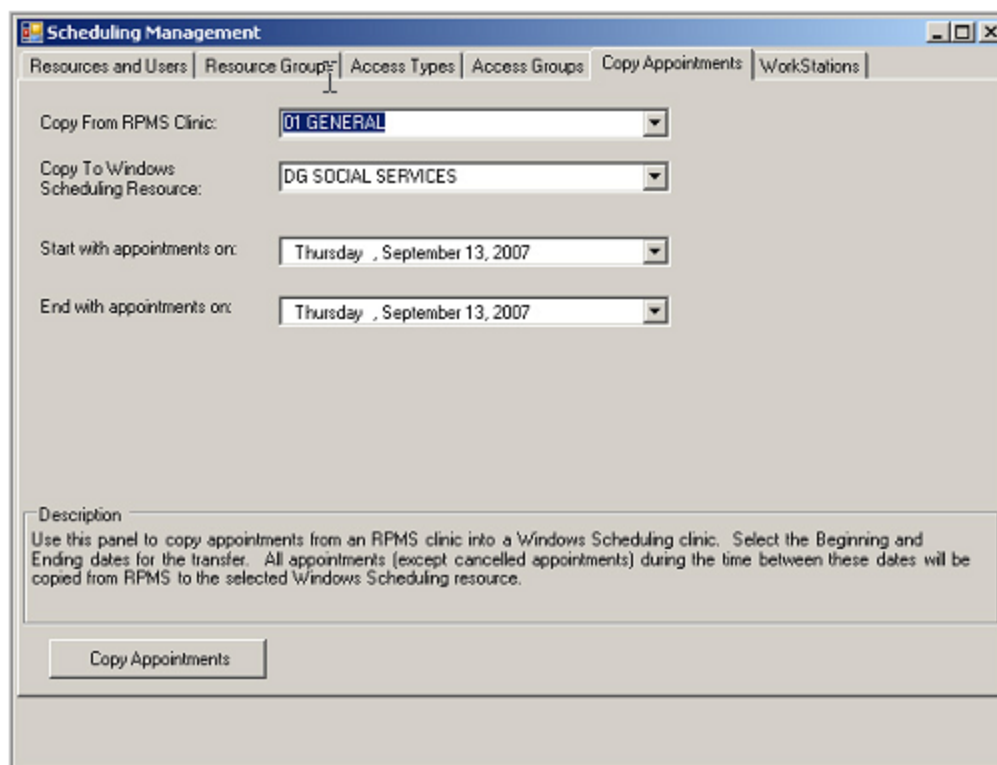 Scheduling Management
Resources and Users Resource Groups Access Types Access Groups Copy Appointments WorkStations
Copy From RPMS Clinic: 01 GENERAL
Copy To Windows
Scheduling Resource: DG SOCIAL SERVICES
Start with appointments on: Thursday , September 13, 2007
End with appointments on: Thursday , September 13, 2007
Description
Use this panel to copy appointments from an RPMS clinic into a Windows Scheduling clinic. Select the Beginning and
Ending dates for the transfer. All appointments (except cancelled appointments) during the time between these dates will be
copied from RPMS to the selected Windows Scheduling resource.
Copy Appointments